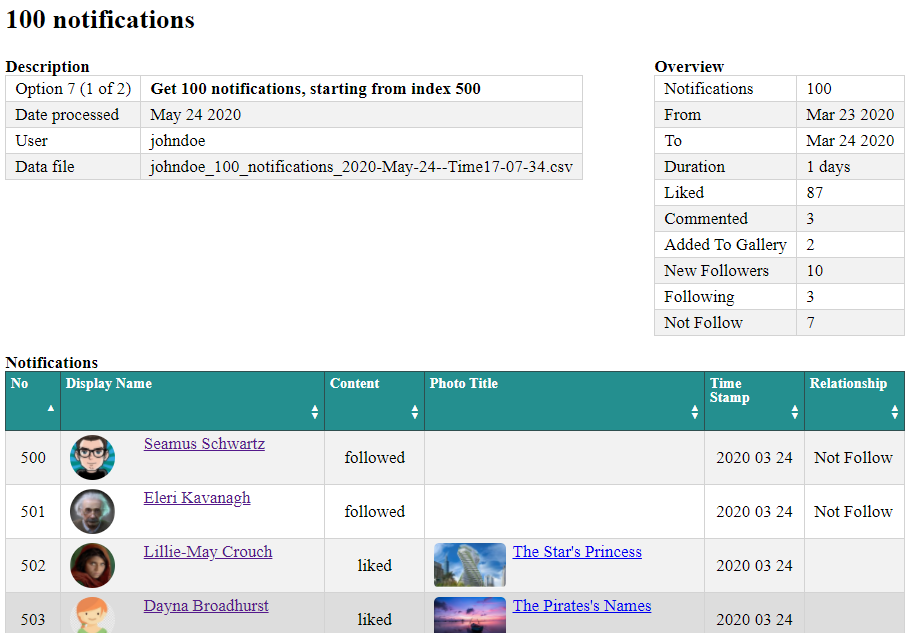 100 notifications
Description
Option 7 (1 of 2) Get 100 notifications, starting from index 500
Date processed May 24 2020
User johndoe
Data file johndoe_100_notifications_2020-May-24--Time17-07-34.csv
Overview
Notifications 100
From Mar 23 2020
To Mar 24 2020
Duration 1 days
Liked 87
Commented 3
Added To Gallery 2
New Followers 10
Following 3
Not Follow 7
Notifications
No Display Name Content Photo Title Time Stamp Relationship
500 Seamus Schwartz followed 2020 03 24 Not Follow
501 Eleri Kavanagh followed 2020 03 24 Not Follow
502 Lillie-May Crouch liked The Star's Princess 2020 03 24
503 Dayna Broadhurst liked The Pirates's Names 2020 03 24